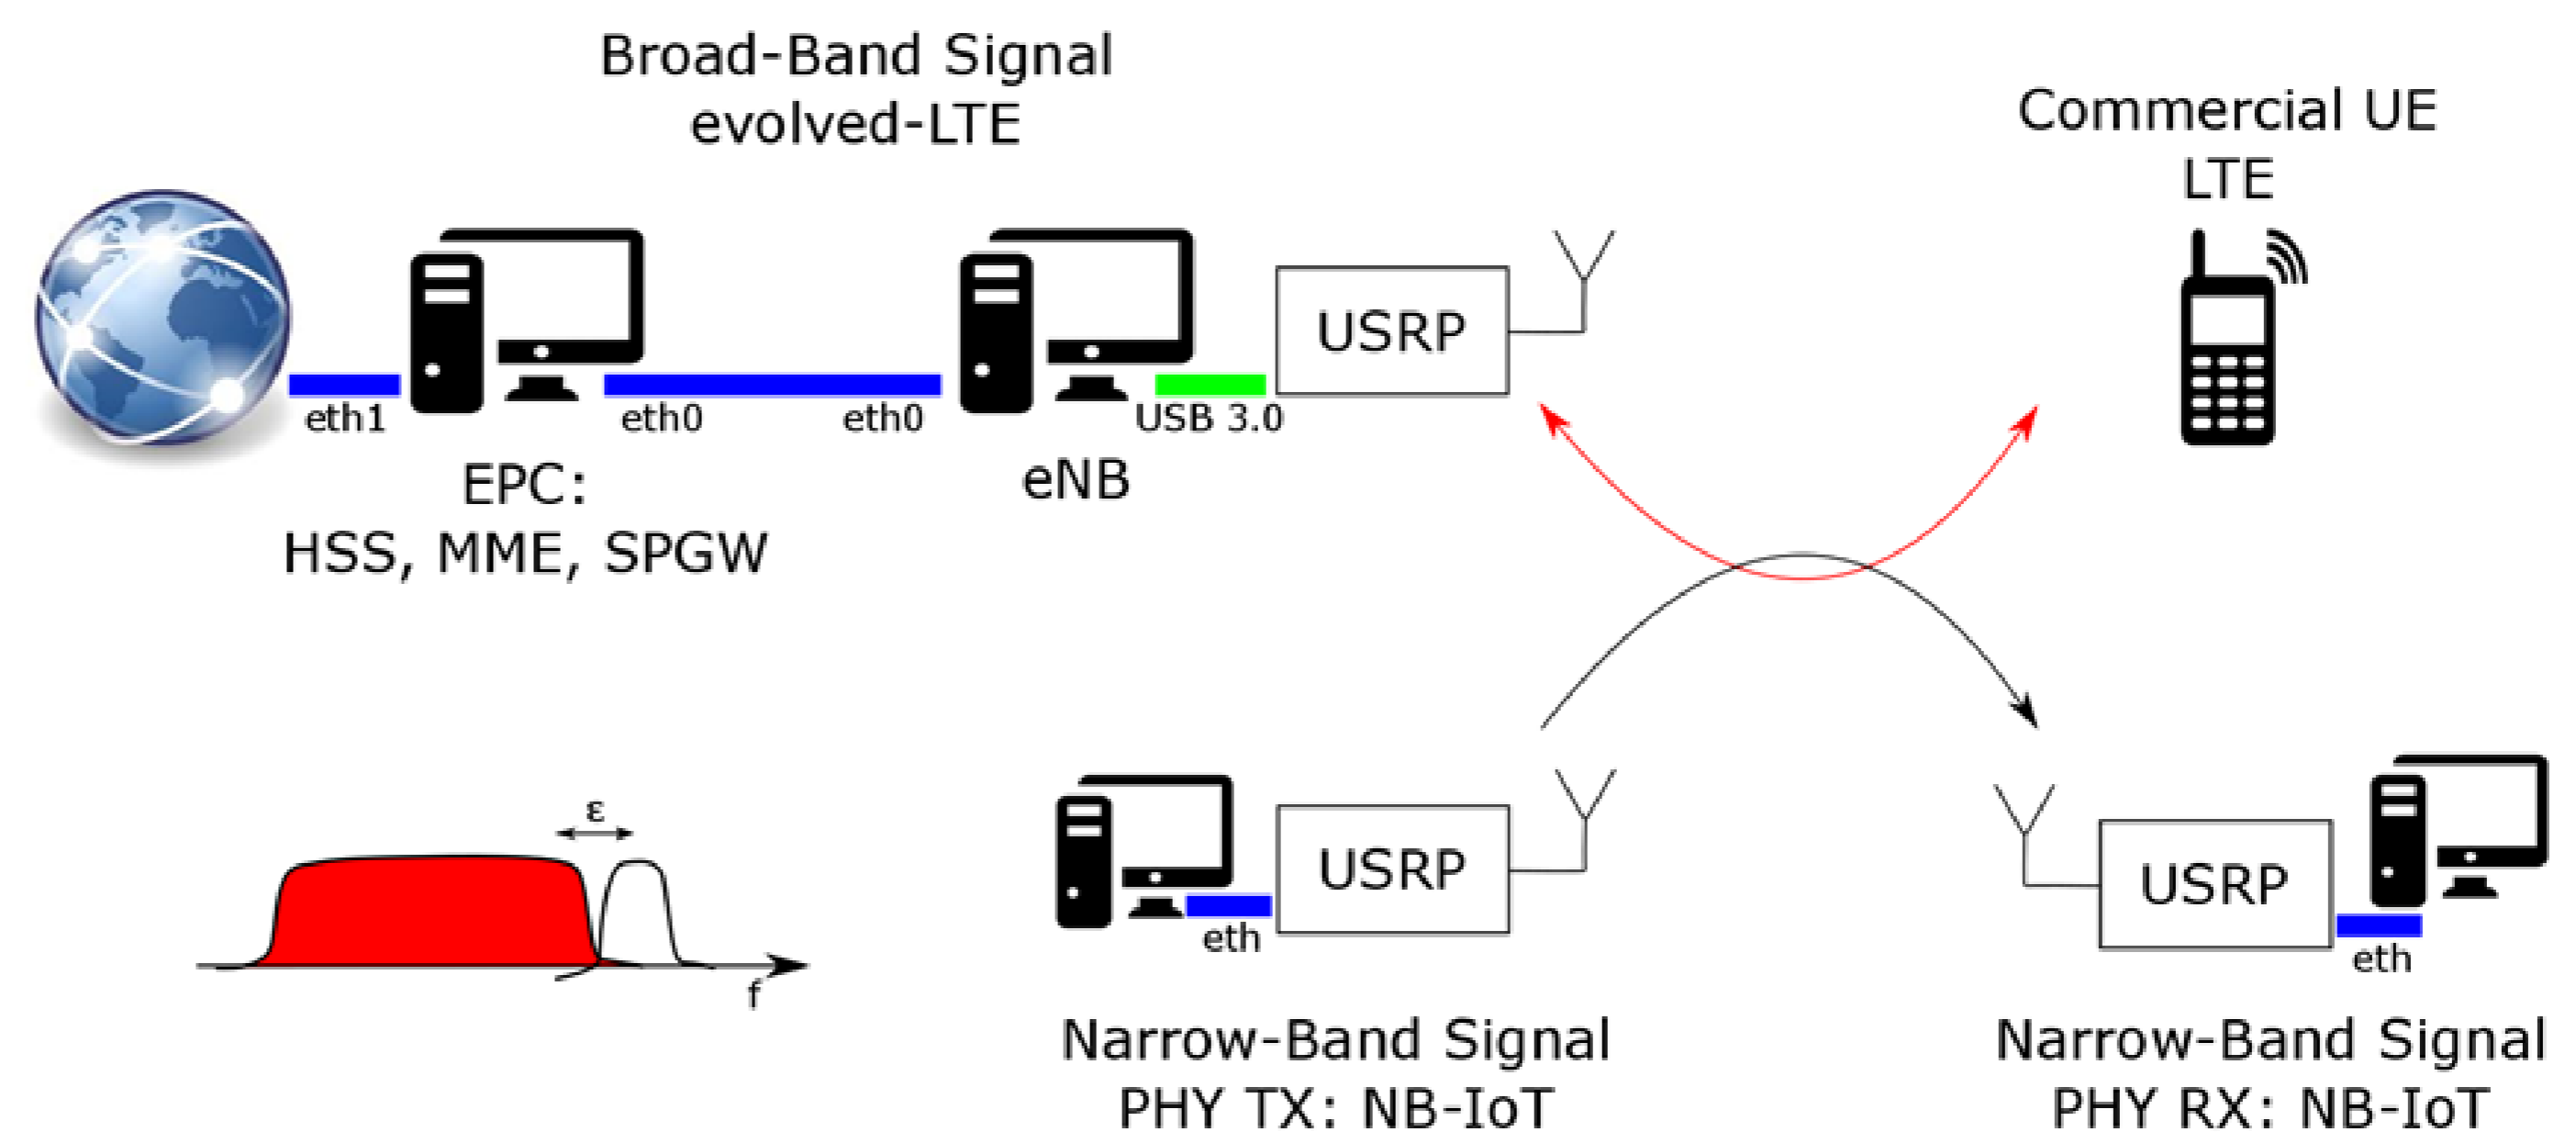 Broad-Band Signal
evolved-LTE
Commercial UE
LTE
USRP
eth1
eth0
eth0
USB 3.0
EPC:
HSS, MME, SPGW
eNB
ε
f
USRP
eth
USRP
eth
Narrow-Band Signal
PHY TX: NB-IoT
Narrow-Band Signal
PHY RX: NB-IoT